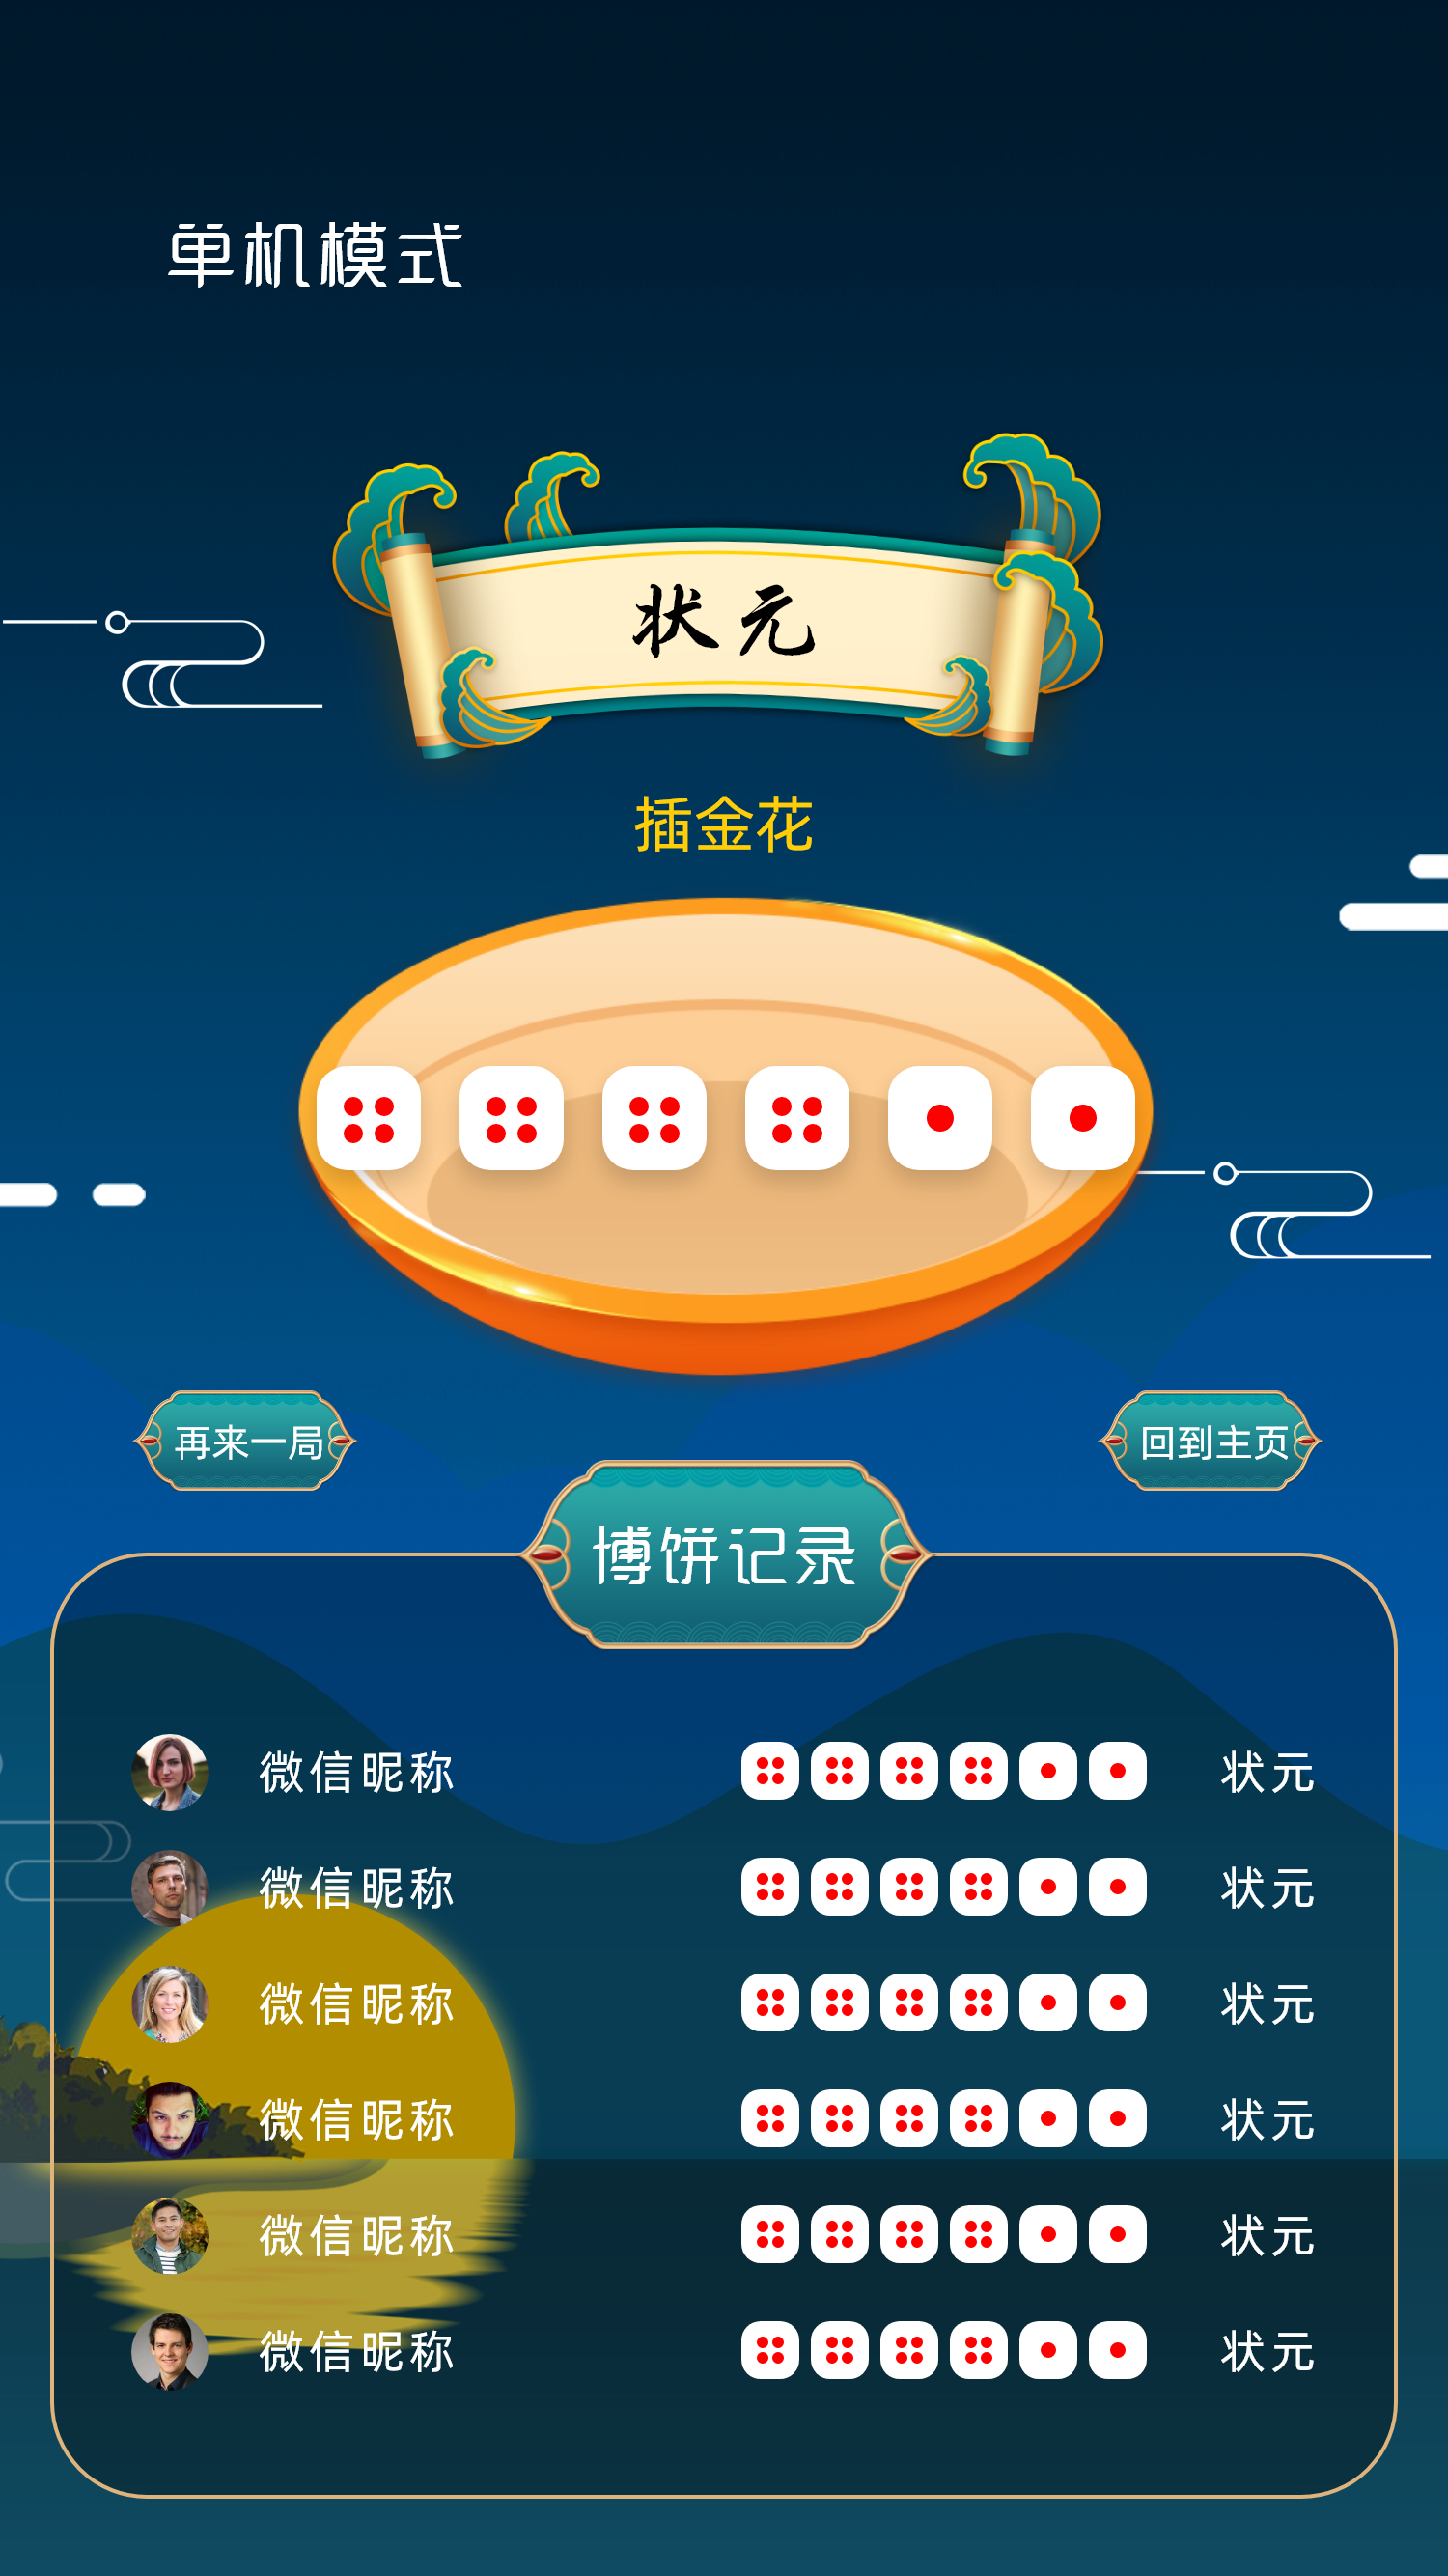 单机模式
状元
插金花
再来一局
回到主页
博饼记录
微信昵称 状元
微信昵称 状元
微信昵称 状元
微信昵称 状元
微信昵称 状元
微信昵称 状元